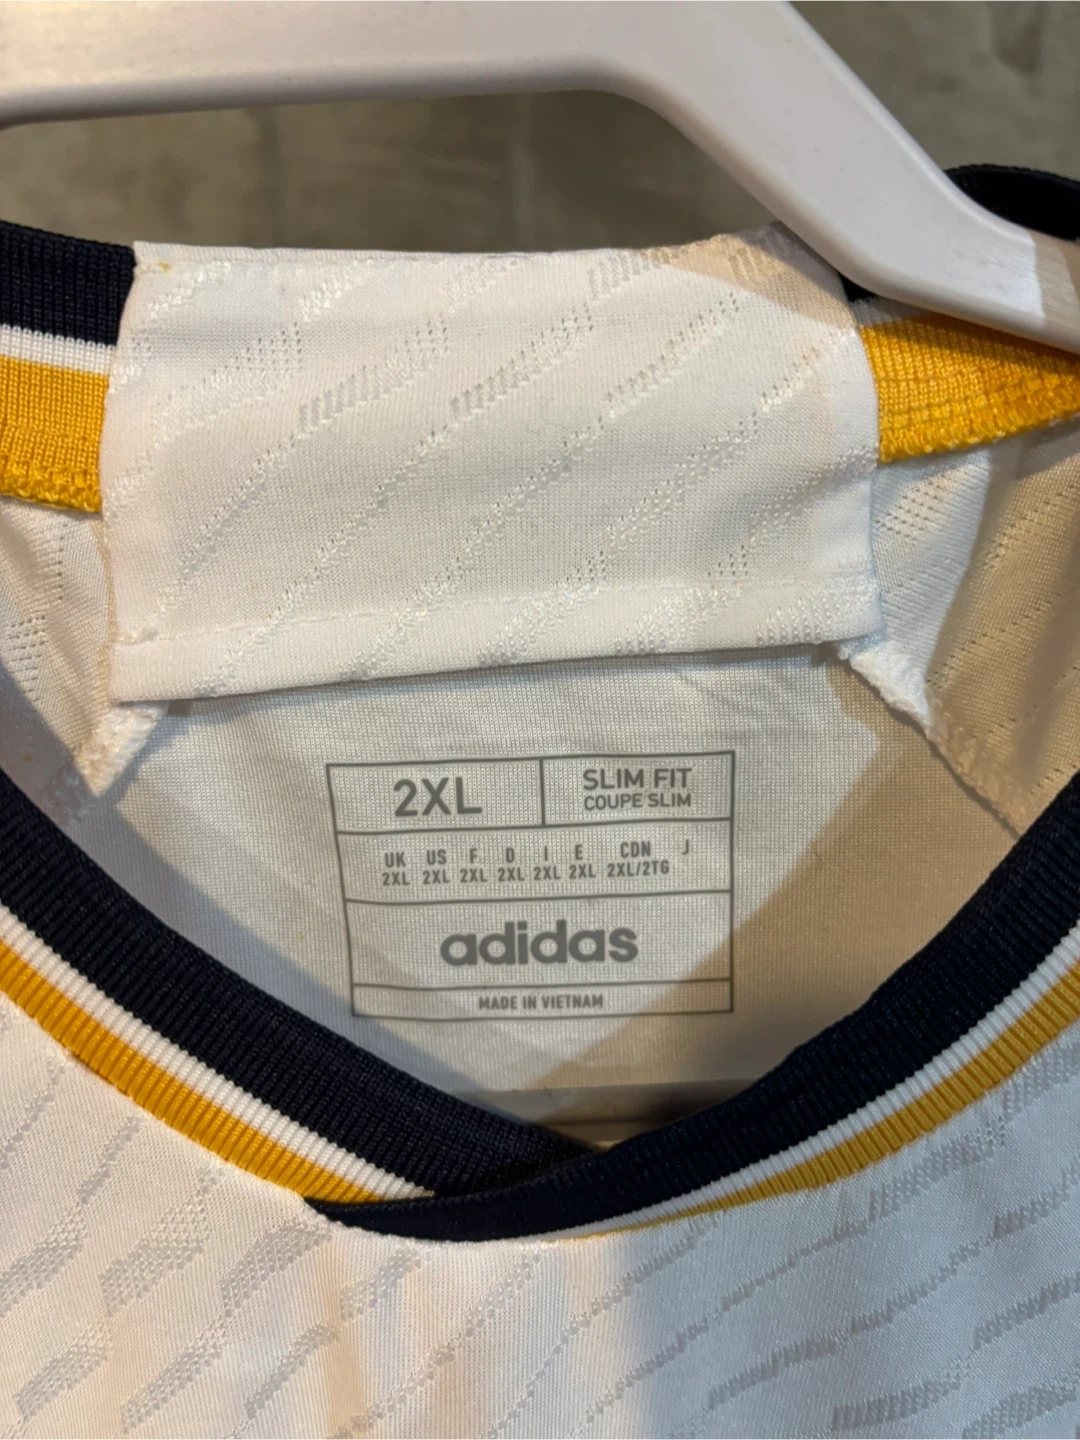 2XL
SLIM FIT
COUPE SLIM
UK US F D I E CDN J
2XL 2XL 2XL 2XL 2XL 2XL 2XL/2TG
adidas
MADE IN VIETNAM